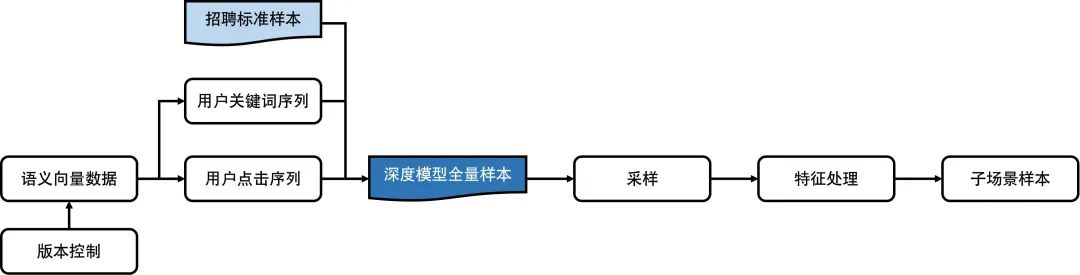 招聘标准样本
用户关键词序列
语义向量数据
用户点击序列
深度模型全量样本
采样
特征处理
子场景样本
版本控制